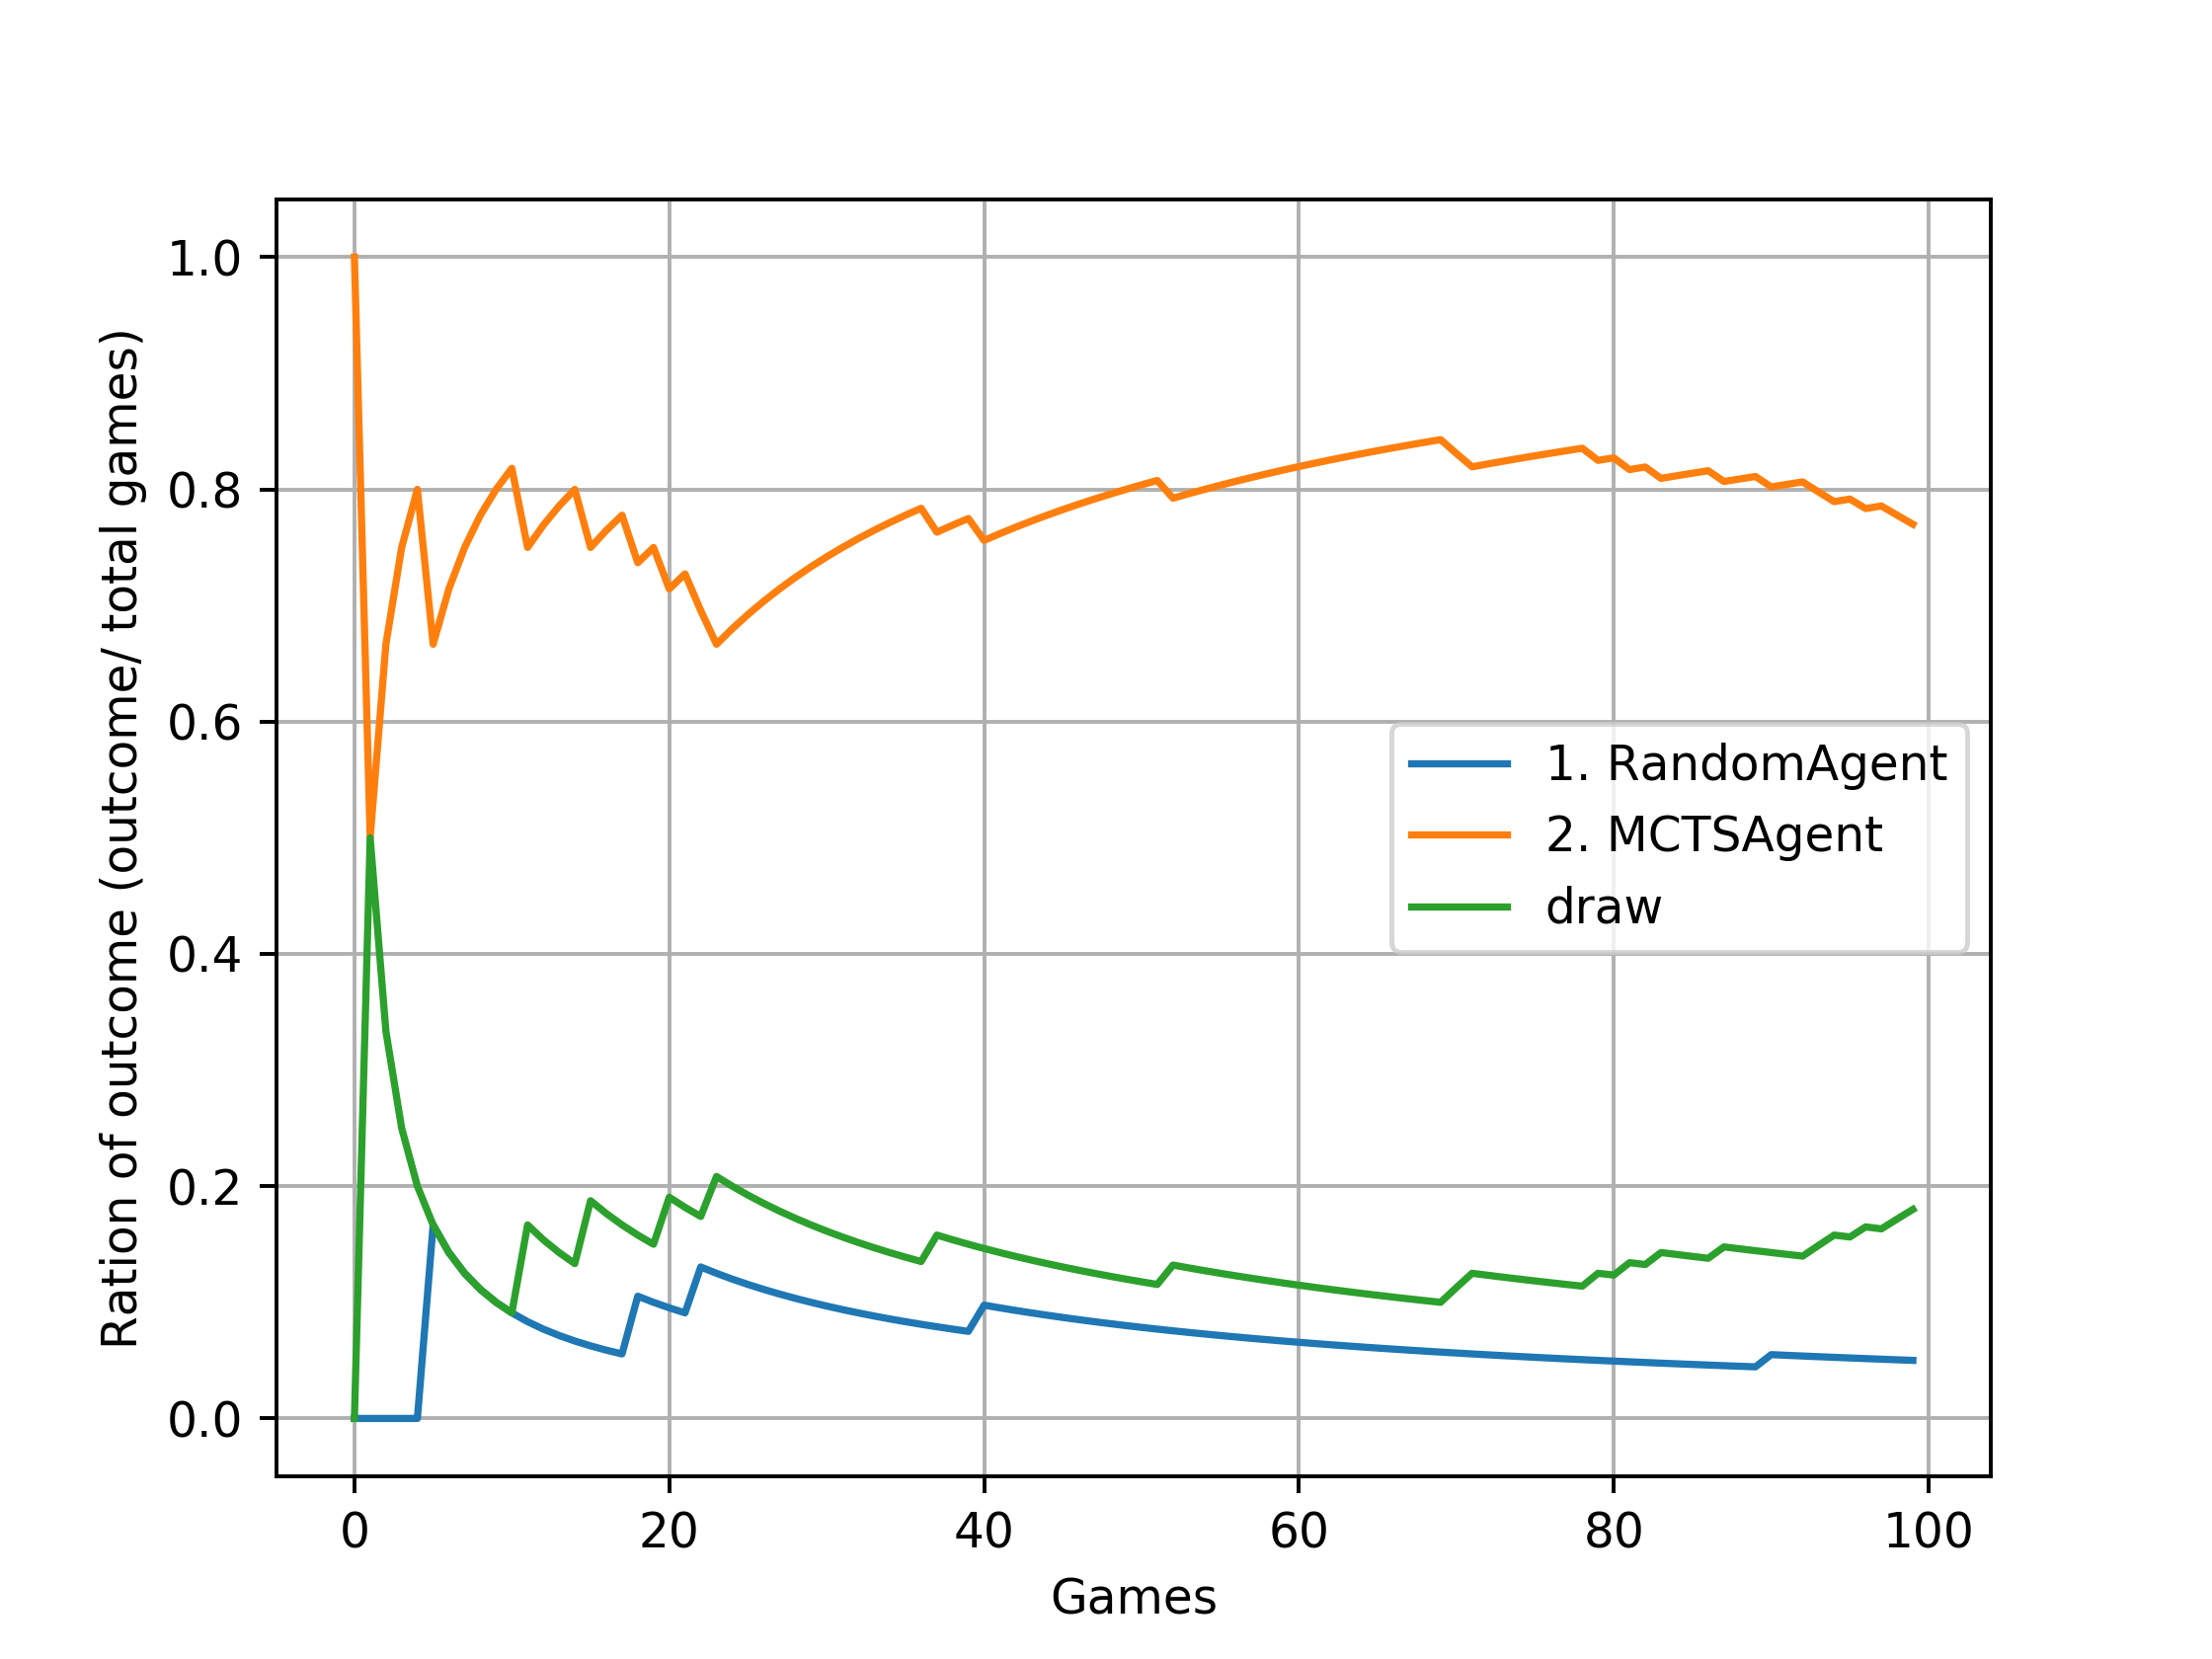 Ration of outcome (outcome/ total games)
1.0
0.8
0.6
0.4
0.2
0.0
1. RandomAgent
2. MCTSAgent
draw
0 20 40 60 80 100
Games